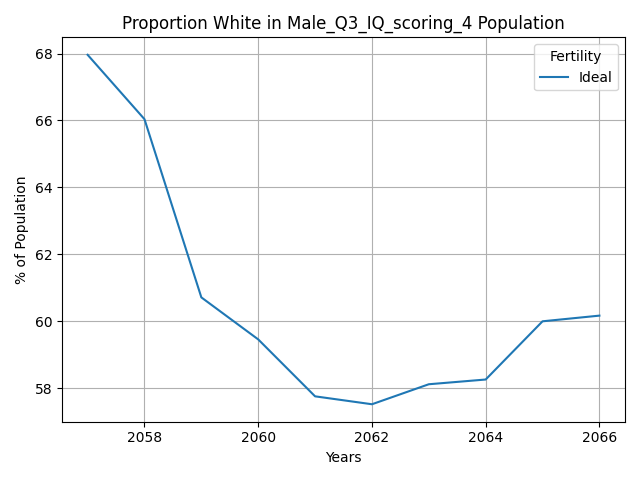 Proportion White in Male_Q3_IQ_scoring_4 Population
Fertility
Ideal
% of Population
68
66
64
62
60
58
2058 2060 2062 2064 2066
Years